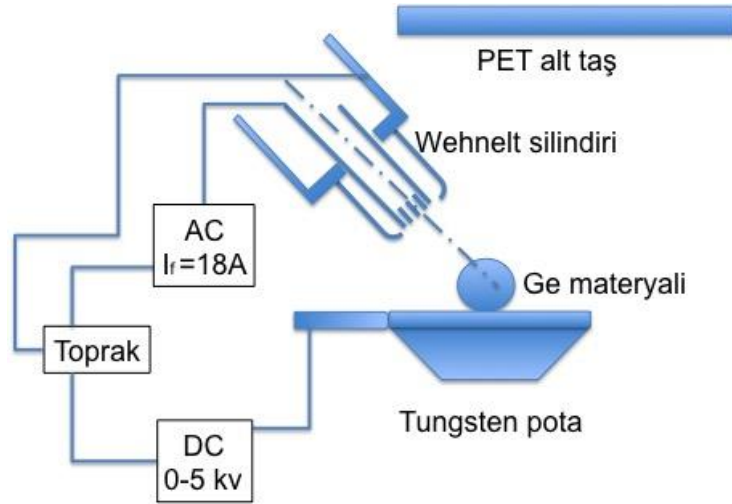 PET alt taş
Wehnelt silindiri
AC
If=18A
Ge materyali
Toprak
Tungsten pota
DC
0-5 kv